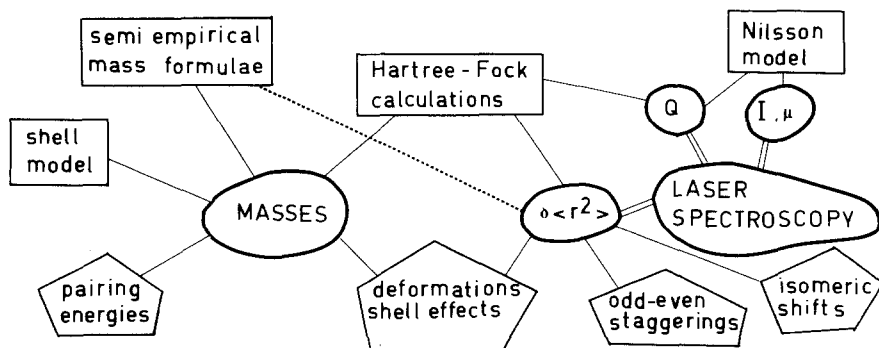 semi empirical
mass formulae
Hartree-Fock
calculations
Nilsson
model
Q
I, μ
shell
model
MASSES
δ<r²>
LASER
SPECTROSCOPY
pairing
energies
deformations
shell effects
odd-even
staggerings
isomeric
shifts